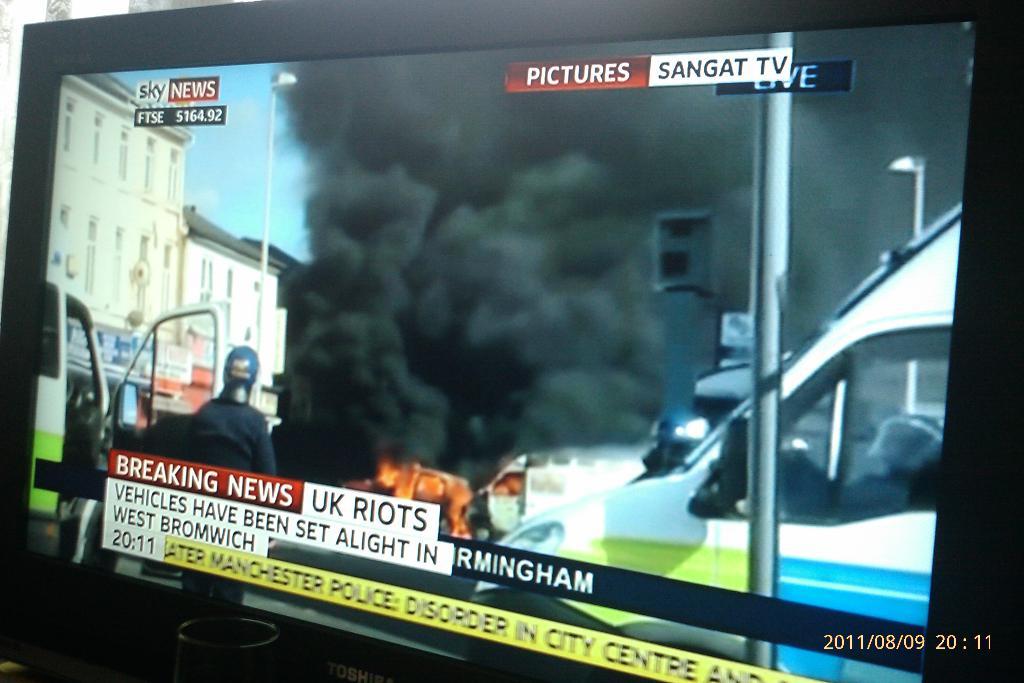 sky NEWS
FTSE 5164.92
PICTURES SANGAT TV
BREAKING NEWS UK RIOTS
VEHICLES HAVE BEEN SET ALIGHT IN
WEST BROMWICH
RMINGHAM
20:11 ATER MANCHESTER POLICE: DISORDER IN CITY CENTRE AND
TOSHIBA
2011/08/09 20:11